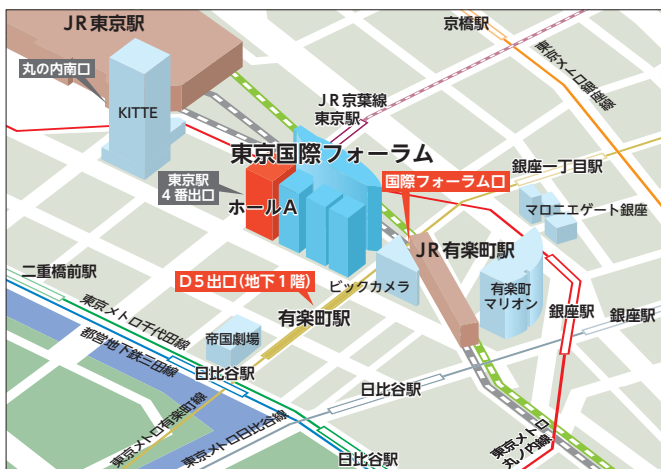 JR東京駅
京橋駅
東京メトロ銀座線
丸の内南口
KITTE
JR京葉線
東京駅
東京国際フォーラム
東京駅
4番出口
ホールA
国際フォーラム口
銀座一丁目駅
マロニエゲート銀座
JR有楽町駅
二重橋前駅
D5出口(地下1階)
ビックカメラ
有楽町
マリオン
東京メトロ千代田線
有楽町駅
銀座駅
銀座駅
都営地下鉄三田線
帝国劇場
日比谷駅
日比谷駅
東京メトロ有楽町線
東京メトロ日比谷線
東京メトロ
丸ノ内線
日比谷駅